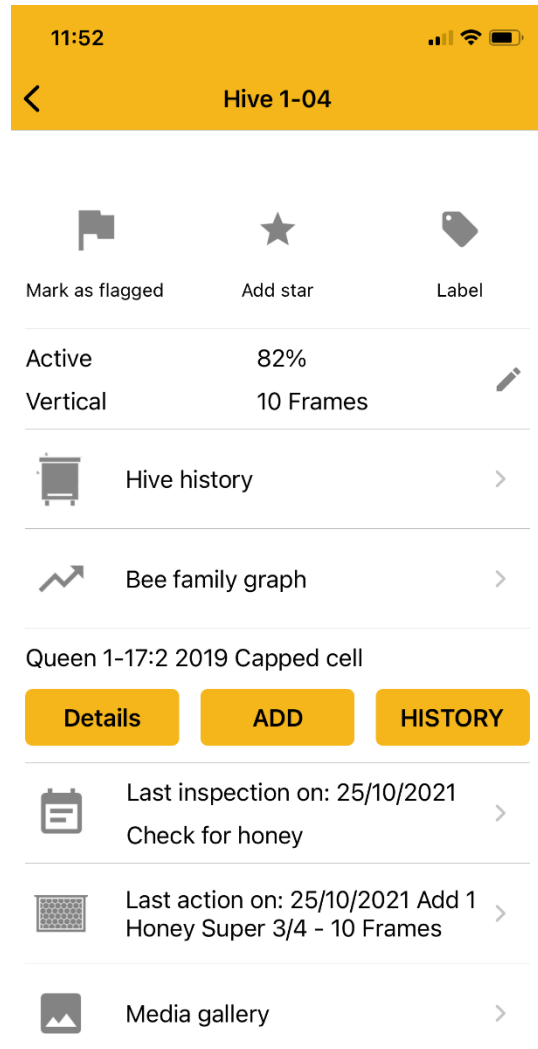 11:52
Hive 1-04
Mark as flagged
Add star
Label
Active
82%
Vertical
10 Frames
Hive history
Bee family graph
Queen 1-17:2 2019 Capped cell
Details
ADD
HISTORY
Last inspection on: 25/10/2021
Check for honey
Last action on: 25/10/2021 Add 1
Honey Super 3/4 - 10 Frames
Media gallery